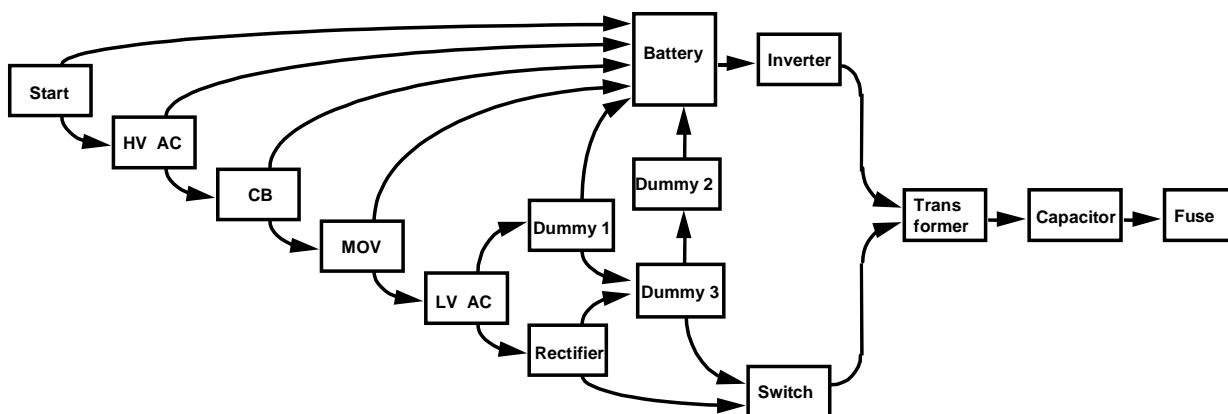 Start
HV AC
CB
MOV
LV AC
Dummy 1
Rectifier
Battery
Dummy 2
Dummy 3
Inverter
Switch
Trans
former
Capacitor
Fuse